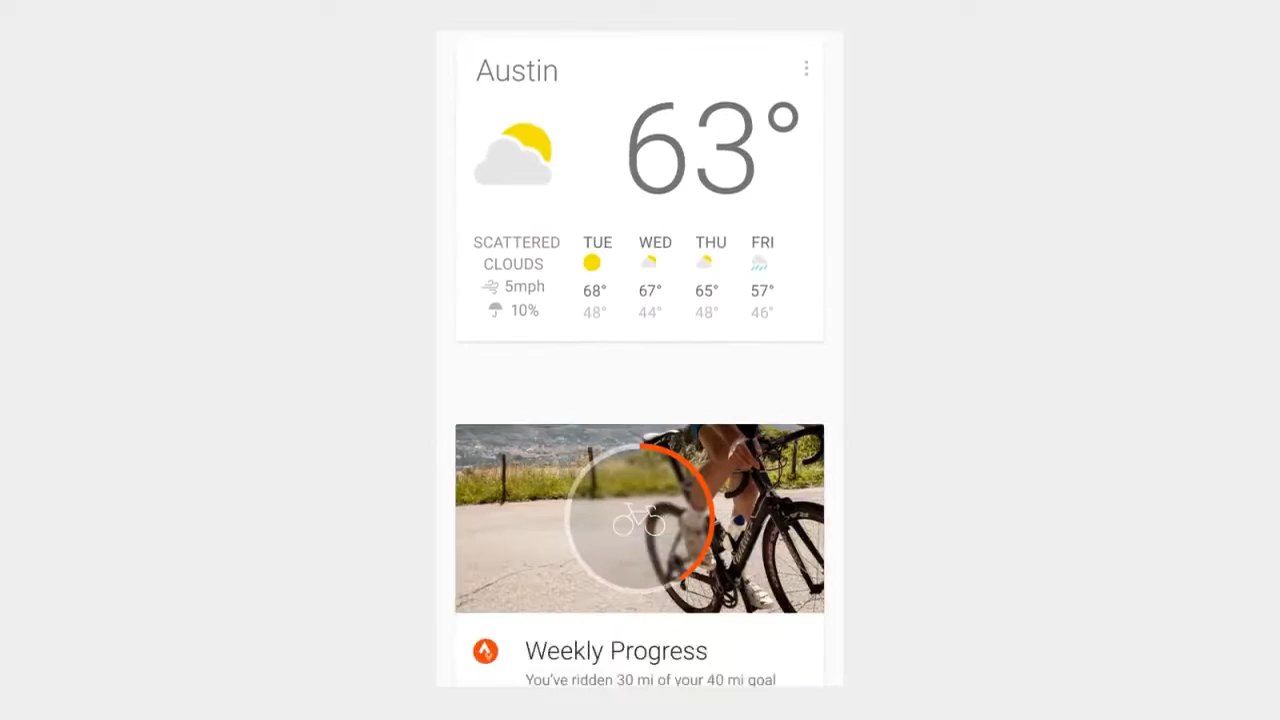 Austin
63°
SCATTERED CLOUDS
5mph
10%
TUE WED THU FRI
68° 67° 65° 57°
48° 44° 48° 46°
Weekly Progress
You've ridden 30 mi of your 40 mi goal